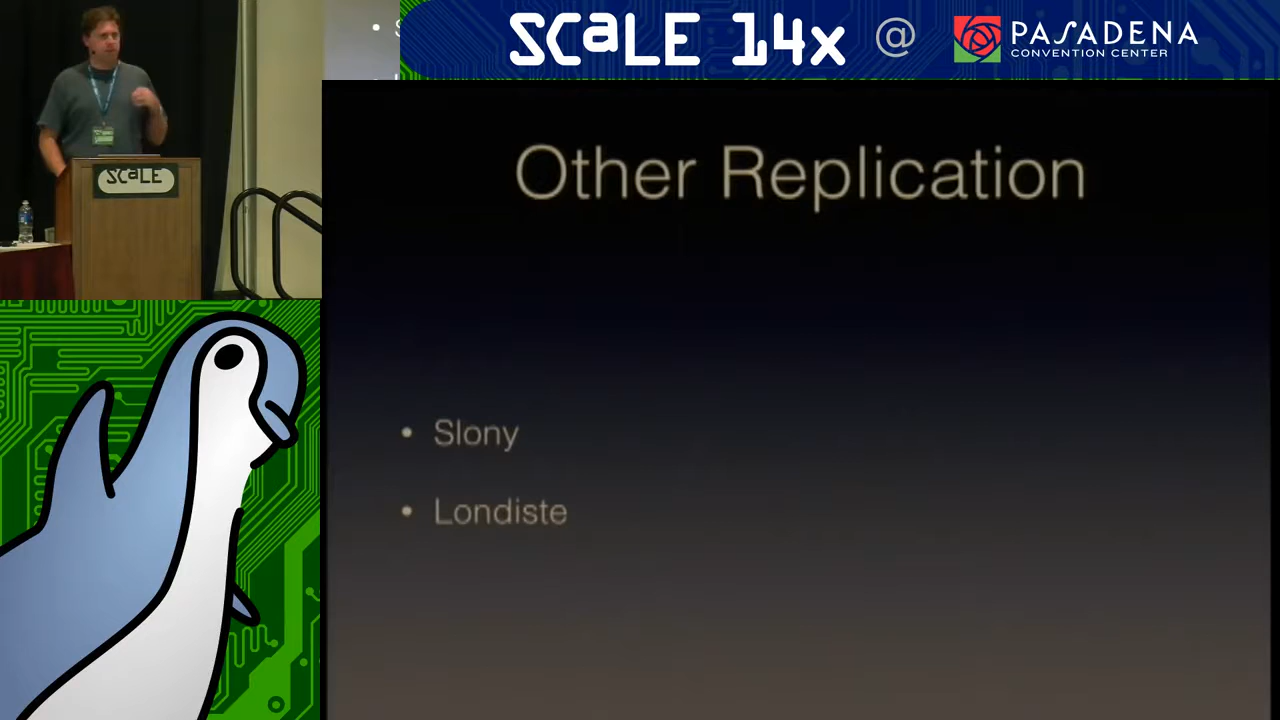 SCaLE 14x @ PASADENA
CONVENTION CENTER
SCaLE
Other Replication
• Slony
• Londiste